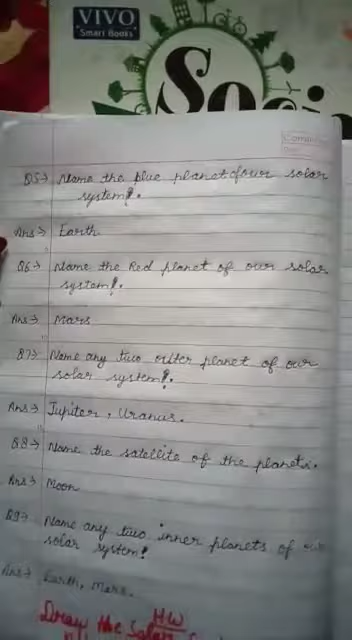 VIVO
Smart Books
Soci
Q5→ Name the blue planet of our solar
system!.
Ans→ Earth
Q6→ Name the Red planet of our solar
system!.
Ans→ Mars
Q7→ Name any two outer planet of our
solar system!.
Ans→ Jupiter, Uranus.
Q8→ Name the satellite of the planets.
Ans→ Moon
Q9→ Name any two inner planets of our
solar system!
Ans→ Earth, Mars.
HW
Draw the Solar